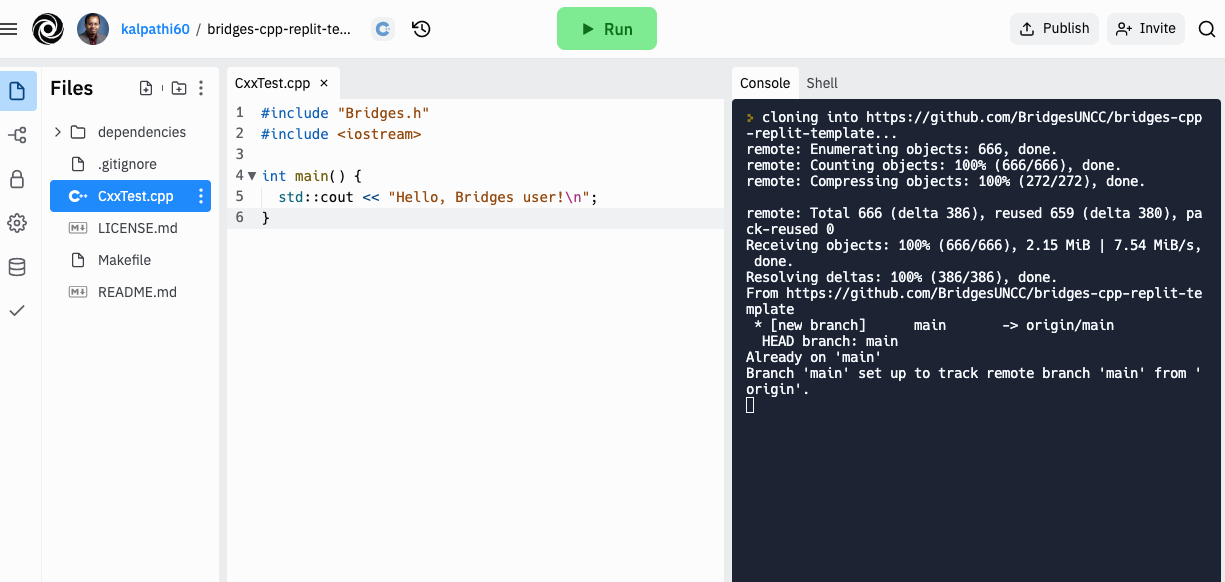 kalpathi60 / bridges-cpp-replit-te...
Run
Publish
Invite
Files
dependencies
.gitignore
CxxTest.cpp
LICENSE.md
Makefile
README.md
CxxTest.cpp ×
1 #include "Bridges.h"
2 #include <iostream>
3
4 int main() {
5 std::cout << "Hello, Bridges user!\n";
6 }
Console Shell
cloning into https://github.com/BridgesUNCC/bridges-cpp
-replit-template...
remote: Enumerating objects: 666, done.
remote: Counting objects: 100% (666/666), done.
remote: Compressing objects: 100% (272/272), done.
remote: Total 666 (delta 386), reused 659 (delta 380), pa
ck-reused 0
Receiving objects: 100% (666/666), 2.15 MiB | 7.54 MiB/s,
done.
Resolving deltas: 100% (386/386), done.
From https://github.com/BridgesUNCC/bridges-cpp-replit-te
mplate
* [new branch] main -> origin/main
HEAD branch: main
Already on 'main'
Branch 'main' set up to track remote branch 'main' from '
origin'.